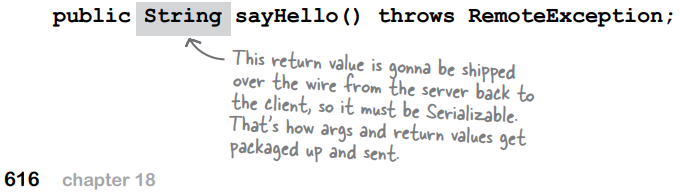 public String sayHello() throws RemoteException;
This return value is gonna be shipped
over the wire from the server back to
the client, so it must be Serializable.
That's how args and return values get
packaged up and sent.
616 chapter 18